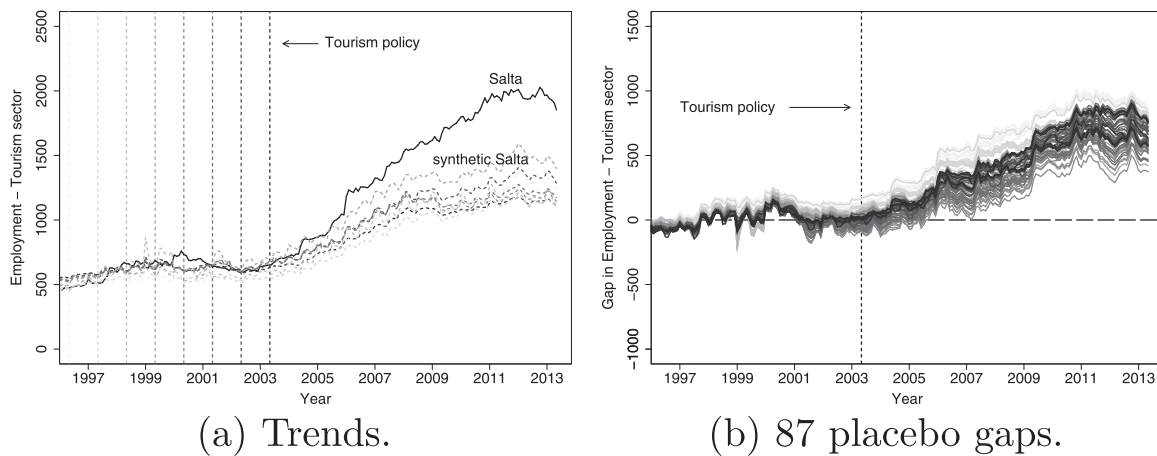 2500
2000
1500
1000
500
0
Employment – Tourism sector
Tourism policy
Salta
synthetic Salta
1997 1999 2001 2003 2005 2007 2009 2011 2013
Year
(a) Trends.
1000
500
0
−500
−1000
Gap in Employment – Tourism sector
Tourism policy
1997 1999 2001 2003 2005 2007 2009 2011 2013
Year
(b) 87 placebo gaps.